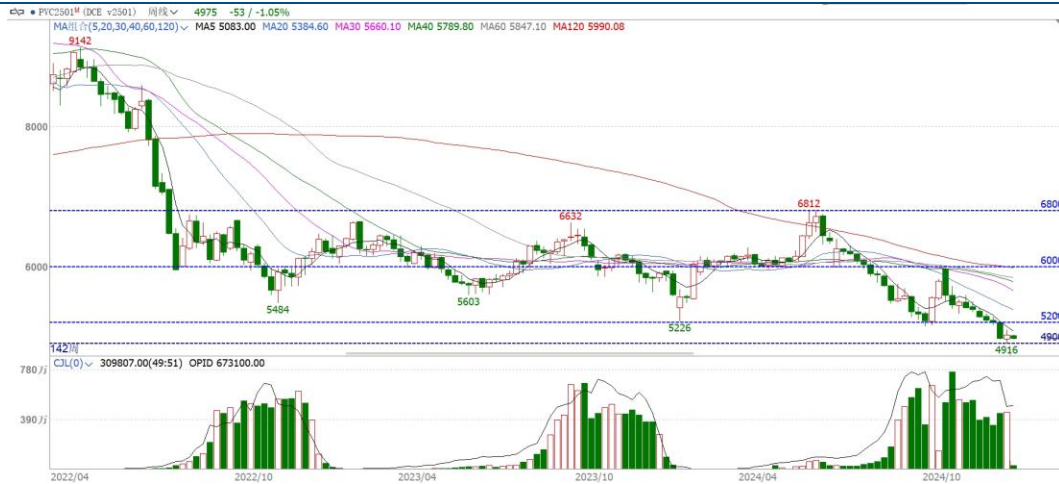 PVC2501M (DCE v2501) 周线 4975 -53 / -1.05%
MA组合(5,20,30,40,60,120) MA5 5083.00 MA20 5384.60 MA30 5660.10 MA40 5789.80 MA60 5847.10 MA120 5990.08
9142
8000
6812
6800
6632
6000
6000
5603
5484
5226
5200
4900
4916
142周
CJL(0) 309807.00(49:51) OPID 673100.00
780万
390万
2022/04 2022/10 2023/04 2023/10 2024/04 2024/10